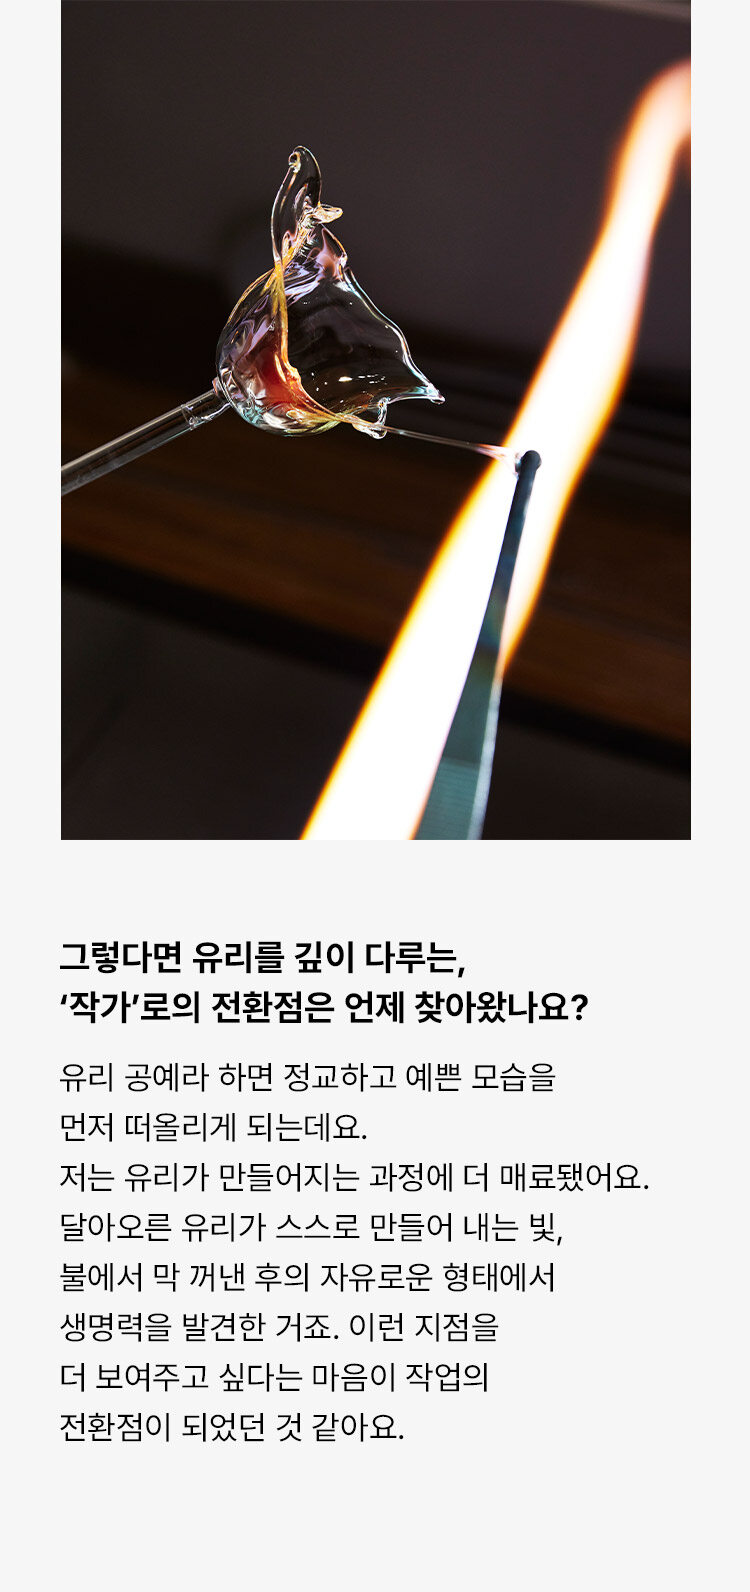 그렇다면 유리를 깊이 다루는,
‘작가’로의 전환점은 언제 찾아왔나요?
유리 공예라 하면 정교하고 예쁜 모습을
먼저 떠올리게 되는데요.
저는 유리가 만들어지는 과정에 더 매료됐어요.
달아오른 유리가 스스로 만들어 내는 빛,
불에서 막 꺼낸 후의 자유로운 형태에서
생명력을 발견한 거죠. 이런 지점을
더 보여주고 싶다는 마음이 작업의
전환점이 되었던 것 같아요.